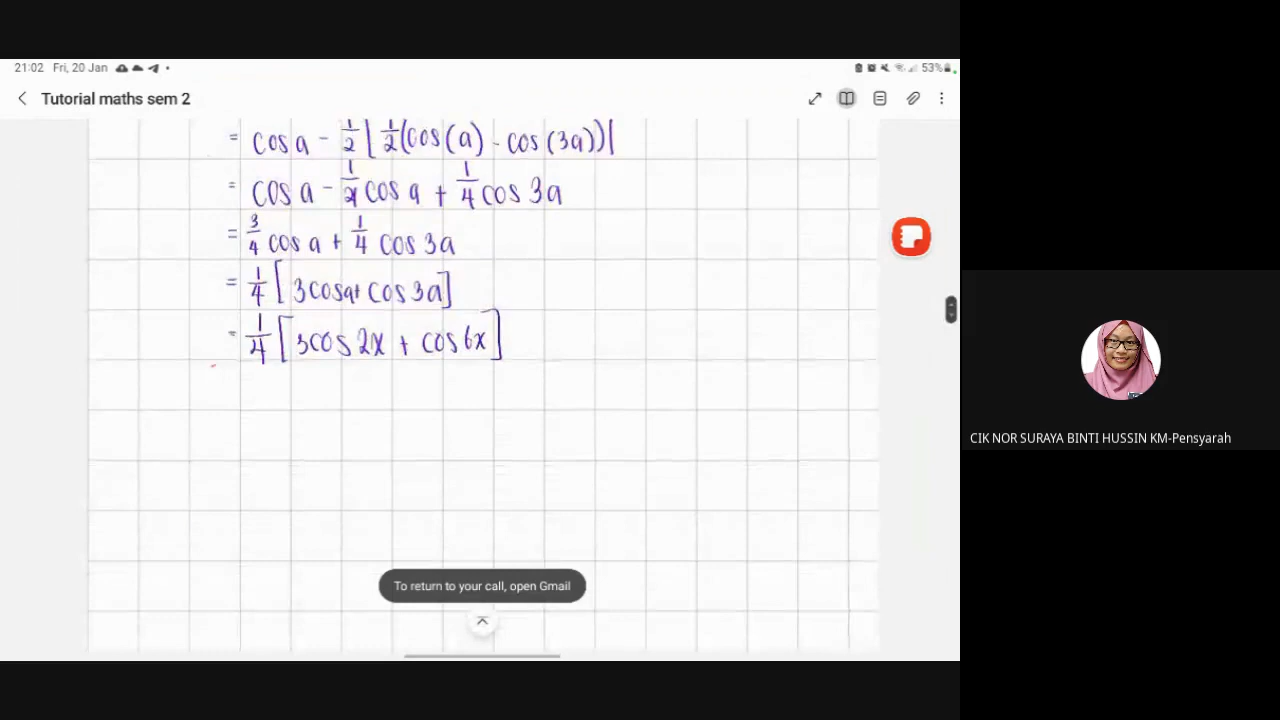 21:02 Fri, 20 Jan
53%
Tutorial maths sem 2
= cos a - 1/2 [ 1/2 (cos(a) - cos(3a)) ]
= cos a - 1/4 cos a + 1/4 cos 3a
= 3/4 cos a + 1/4 cos 3a
= 1/4 [ 3cosa + cos 3a ]
= 1/4 [ 3cos 2x + cos 6x ]
To return to your call, open Gmail
CIK NOR SURAYA BINTI HUSSIN KM-Pensyarah